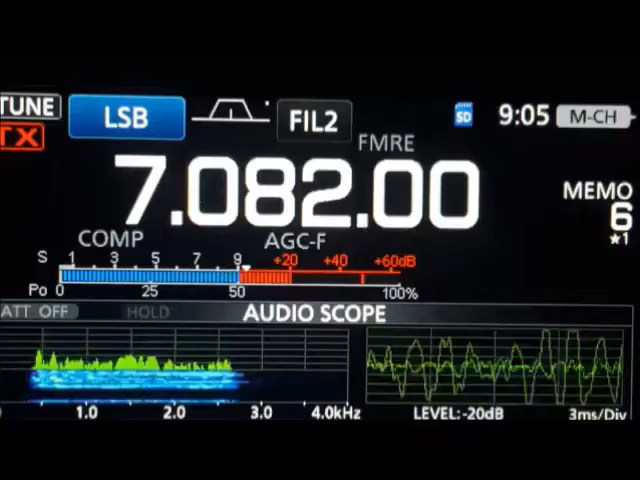 TUNE LSB FIL2 SD 9:05 M-CH
TX
FMRE
7.082.00
MEMO
6
★1
COMP AGC-F
S 1 3 5 7 9 +20 +40 +60dB
Po 0 25 50 100%
ATT OFF HOLD AUDIO SCOPE
1.0 2.0 3.0 4.0kHz LEVEL:-20dB 3ms/Div